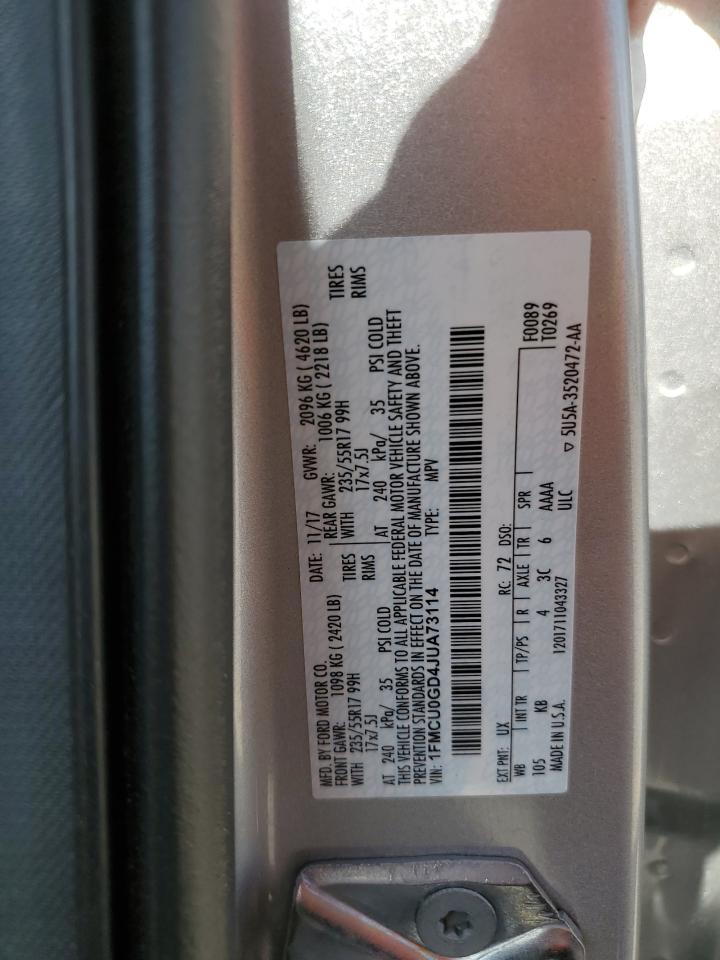 MFD. BY FORD MOTOR CO. DATE: 11/17 GVWR: 2096 KG ( 4620 LB)
FRONT GAWR: 1098 KG ( 2420 LB) REAR GAWR: 1006 KG ( 2218 LB)
WITH 235/55R17 99H TIRES WITH 235/55R17 99H TIRES
17x7.5J RIMS 17x7.5J RIMS
AT 240 kPa/ 35 PSI COLD AT 240 kPa/ 35 PSI COLD
THIS VEHICLE CONFORMS TO ALL APPLICABLE FEDERAL MOTOR VEHICLE SAFETY AND THEFT
PREVENTION STANDARDS IN EFFECT ON THE DATE OF MANUFACTURE SHOWN ABOVE.
VIN: 1FMCU0GD4JUA73114 TYPE: MPV
EXT PNT: UX RC: 72 DSO: F0089
WB INT TR TP/PS R AXLE TR SPR T0269
105 KB 4 3C 6 AAAA
MADE IN U.S.A. 1201711043327 ULC ▽ 5U5A-3520472-AA